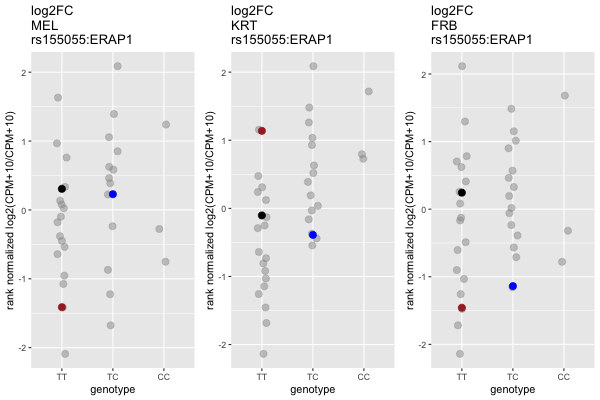 log2FC
MEL
rs155055:ERAP1
rank normalized log2(CPM+10/CPM+10)
2
1
0
-1
-2
TT
TC
CC
genotype
log2FC
KRT
rs155055:ERAP1
rank normalized log2(CPM+10/CPM+10)
2
1
0
-1
-2
TT
TC
CC
genotype
log2FC
FRB
rs155055:ERAP1
rank normalized log2(CPM+10/CPM+10)
2
1
0
-1
-2
TT
TC
CC
genotype